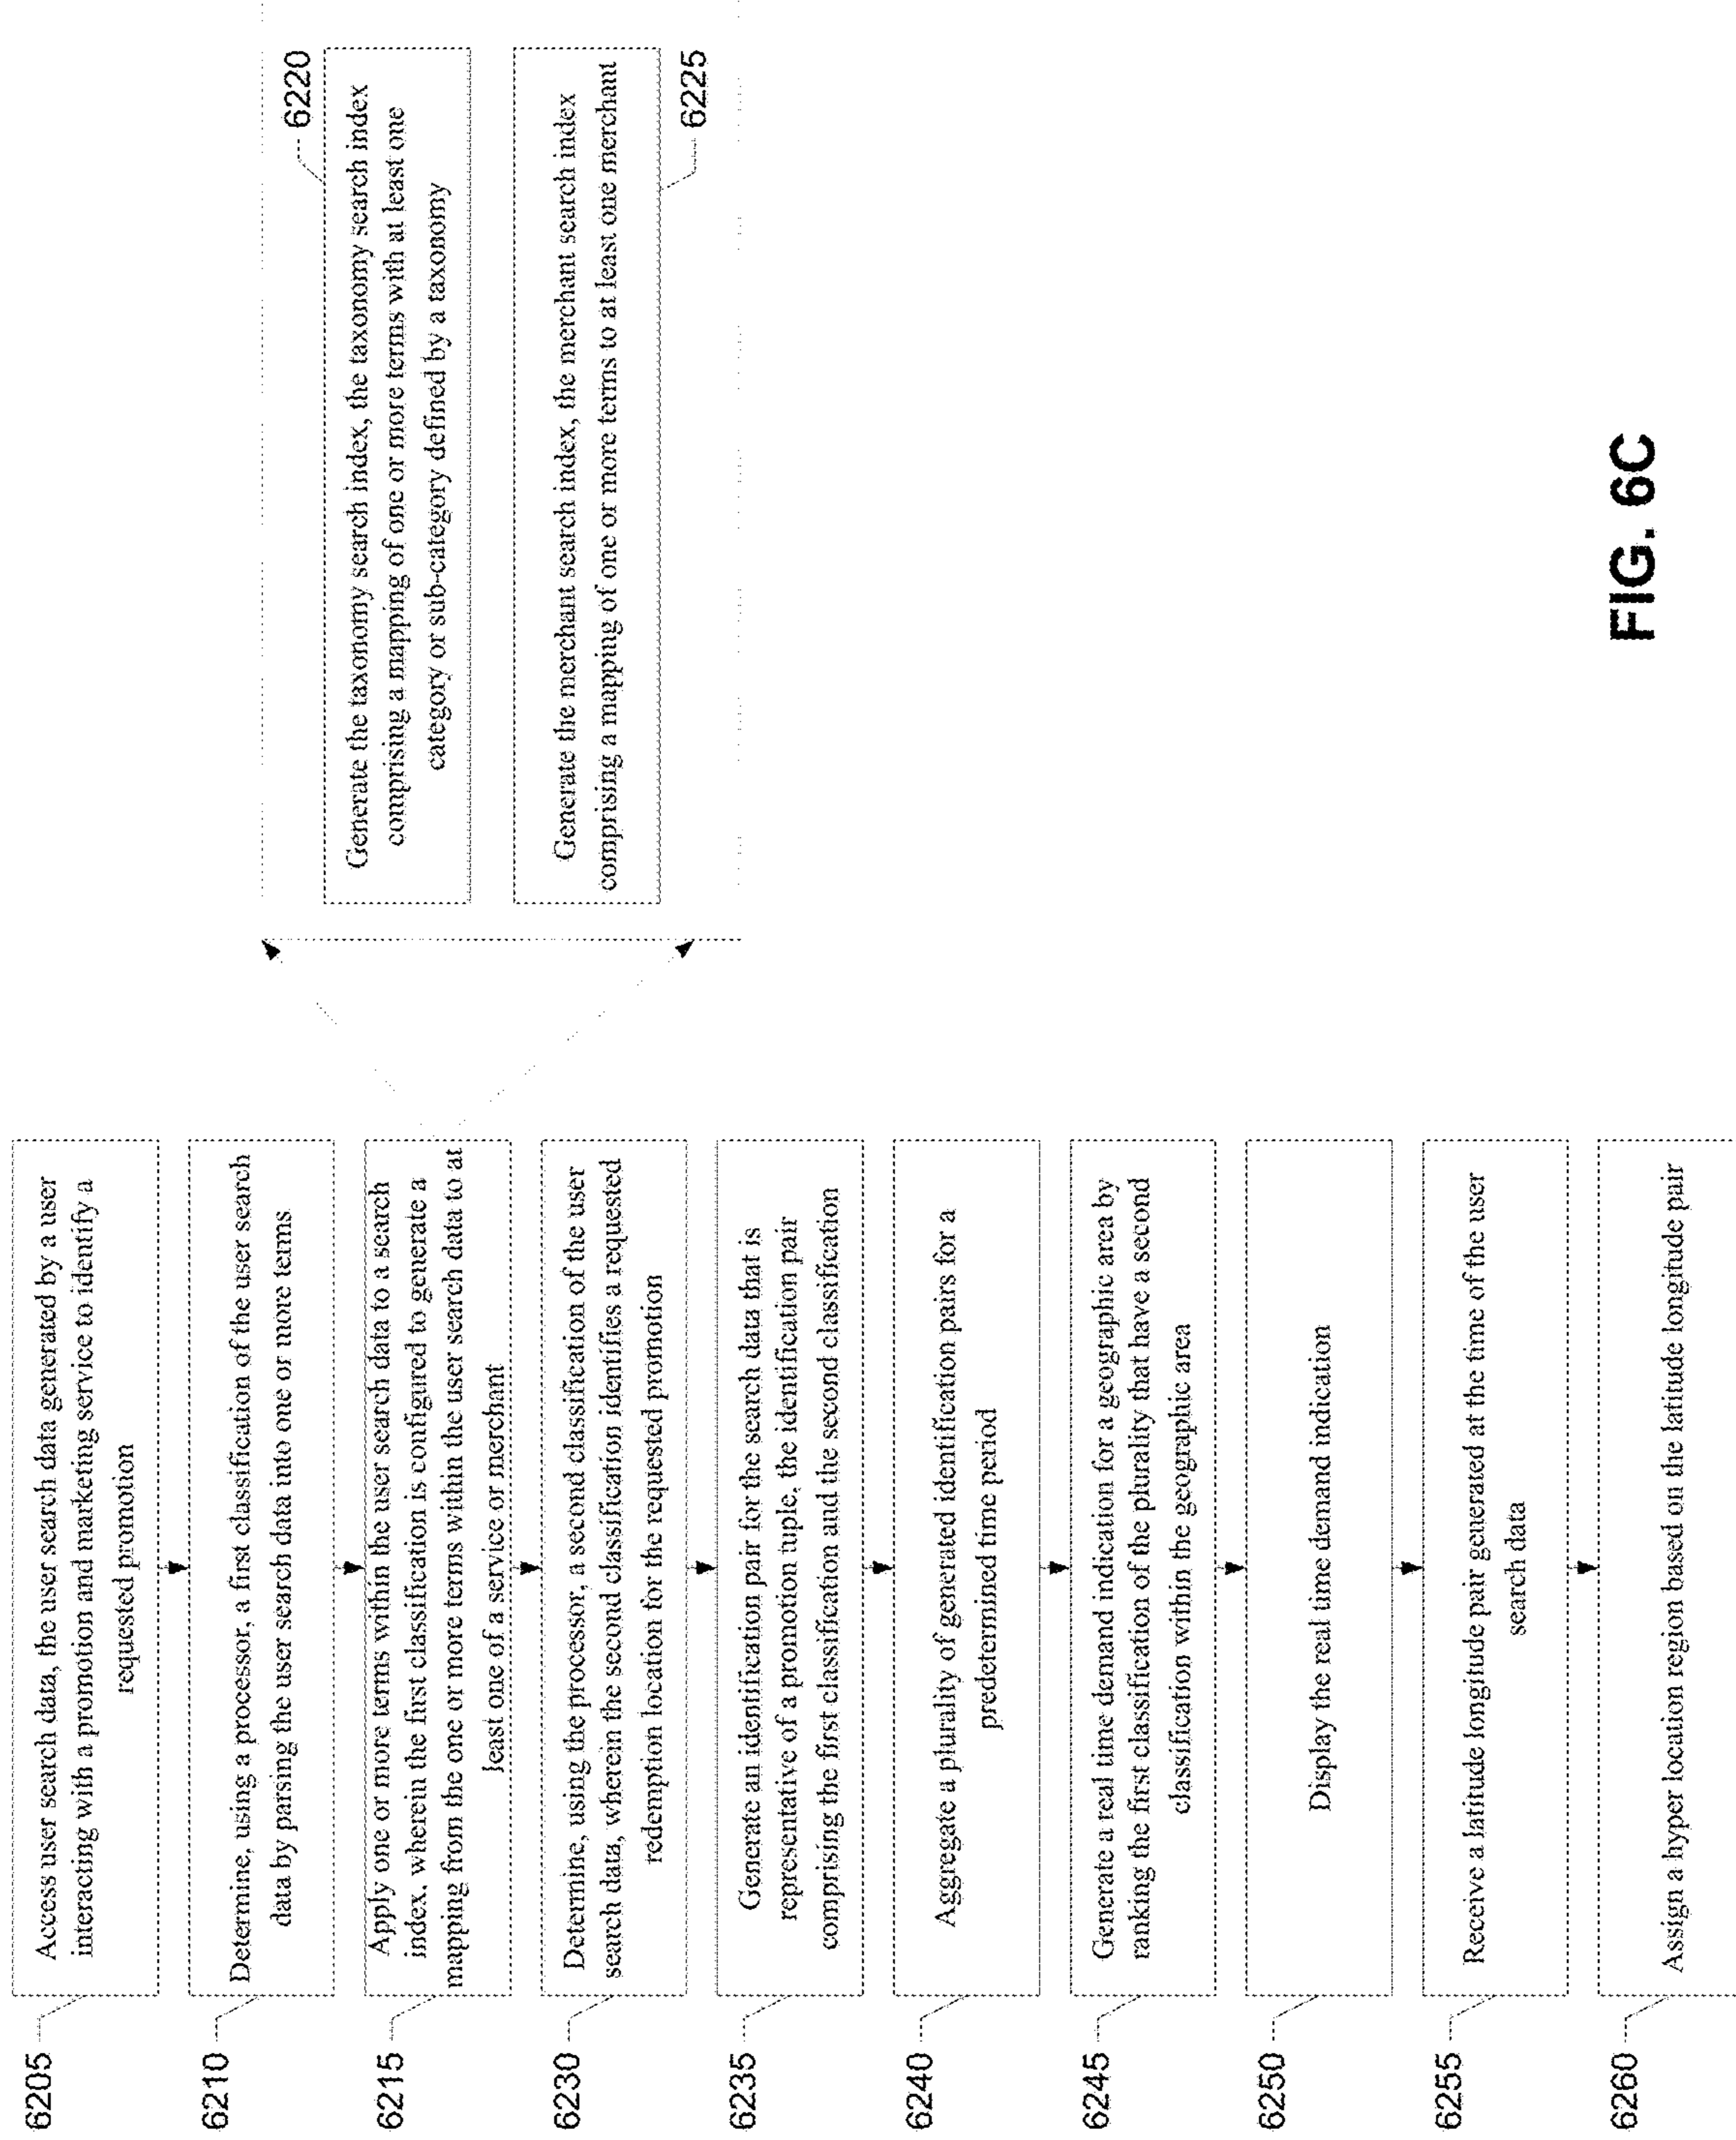 6205
Access user search data, the user search data generated by a user
interacting with a promotion and marketing service to identify a
requested promotion
6210
Determine, using a processor, a first classification of the user search
data by parsing the user search data into one or more terms
6215
Apply one or more terms within the user search data to a search
index, wherein the first classification is configured to generate a
mapping from the one or more terms within the user search data to at
least one of a service or merchant
6220
Generate the taxonomy search index, the taxonomy search index
comprising a mapping of one or more terms with at least one
category or sub-category defined by a taxonomy
Generate the merchant search index, the merchant search index
comprising a mapping of one or more terms to at least one merchant
6225
6230
Determine, using the processor, a second classification of the user
search data, wherein the second classification identifies a requested
redemption location for the requested promotion
6235
Generate an identification pair for the search data that is
representative of a promotion tuple, the identification pair
comprising the first classification and the second classification
6240
Aggregate a plurality of generated identification pairs for a
predetermined time period
6245
Generate a real time demand indication for a geographic area by
ranking the first classification of the plurality that have a second
classification within the geographic area
6250
Display the real time demand indication
6255
Receive a latitude longitude pair generated at the time of the user
search data
6260
Assign a hyper location region based on the latitude longitude pair
FIG. 6C